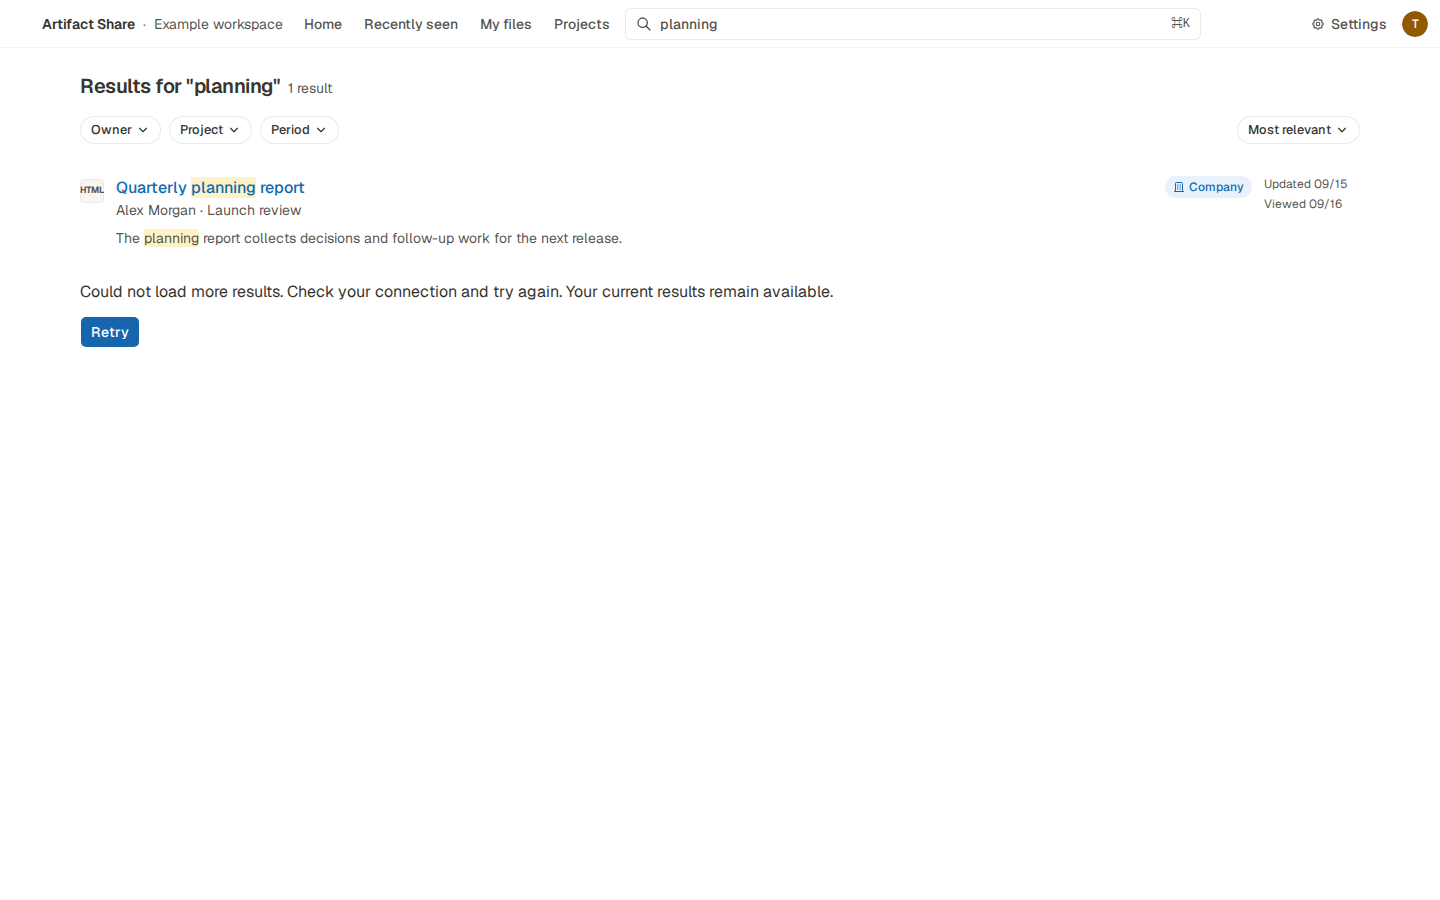 Artifact Share · Example workspace Home Recently seen My files Projects planning ⌘K Settings T
Results for "planning" 1 result
Owner Project Period Most relevant
HTML Quarterly planning report Company Updated 09/15
Alex Morgan · Launch review Viewed 09/16
The planning report collects decisions and follow-up work for the next release.
Could not load more results. Check your connection and try again. Your current results remain available.
Retry